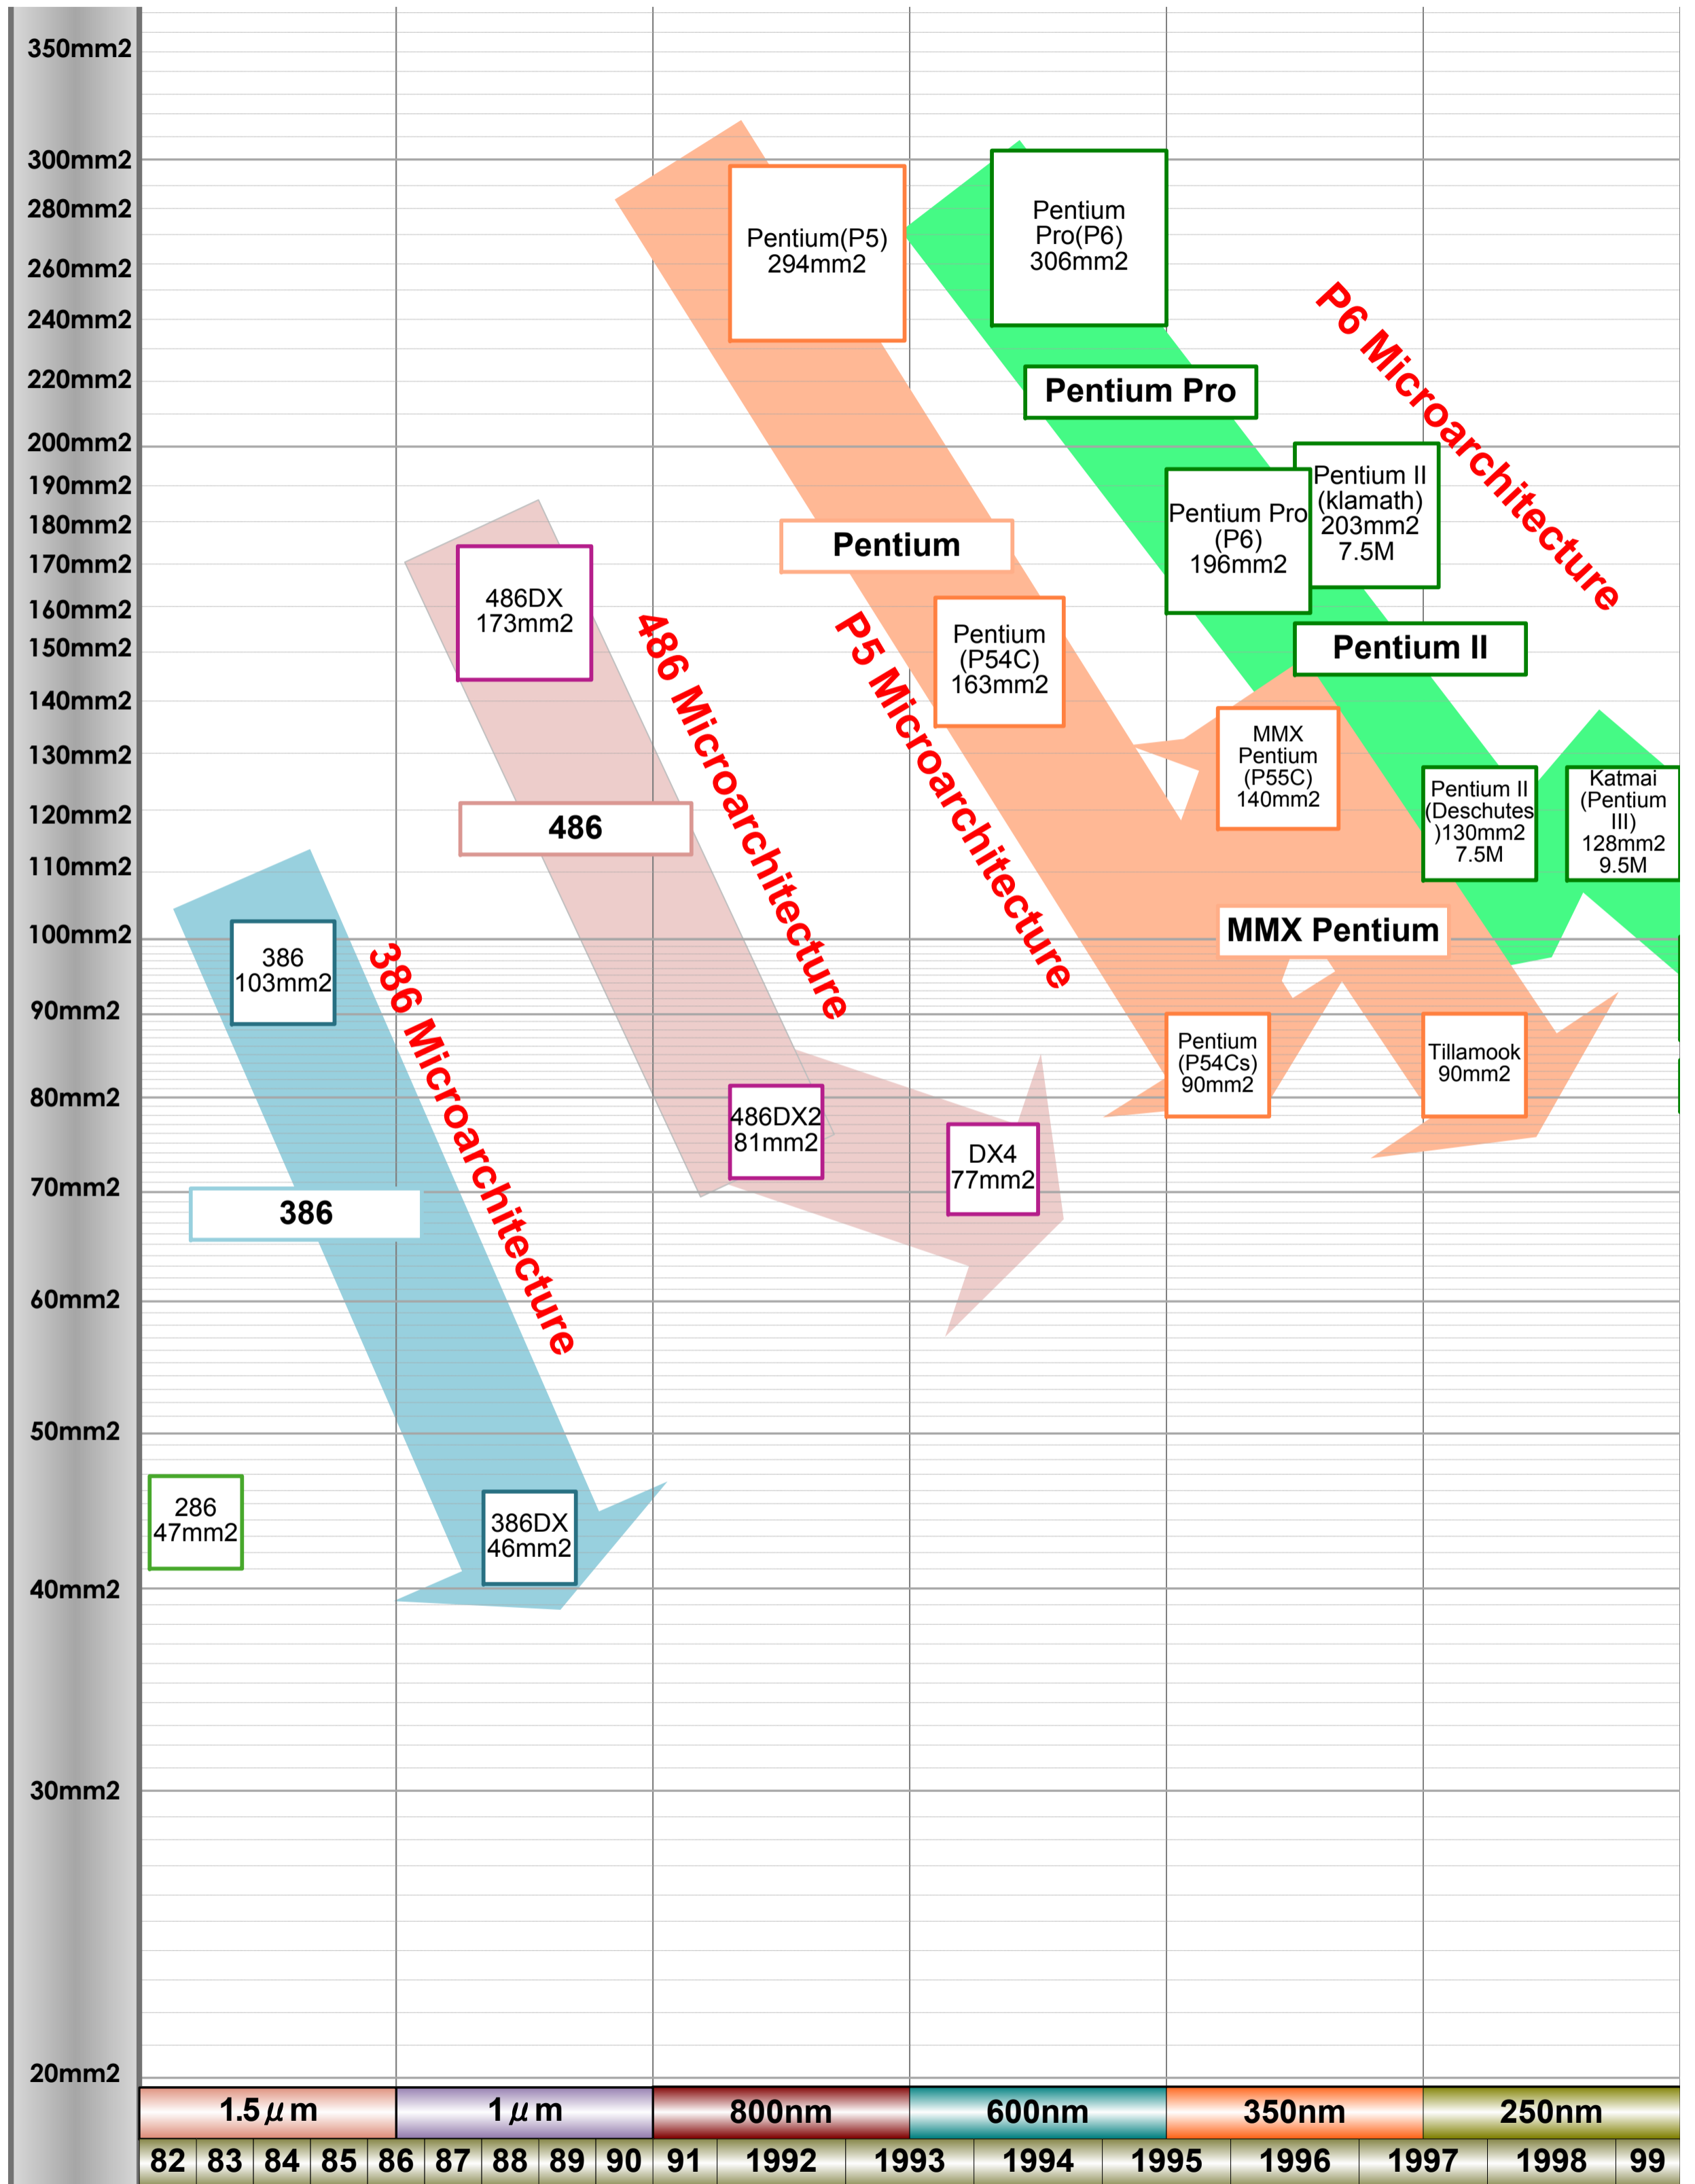 350mm2
300mm2
280mm2
260mm2
240mm2
220mm2
200mm2
190mm2
180mm2
170mm2
160mm2
150mm2
140mm2
130mm2
120mm2
110mm2
100mm2
90mm2
80mm2
70mm2
60mm2
50mm2
40mm2
30mm2
20mm2
Pentium(P5)
294mm2
Pentium
Pro(P6)
306mm2
P6 Microarchitecture
Pentium Pro
Pentium II
(klamath)
203mm2
7.5M
Pentium Pro
(P6)
196mm2
Pentium
486DX
173mm2
486 Microarchitecture
P5 Microarchitecture
Pentium
(P54C)
163mm2
Pentium II
MMX
Pentium
(P55C)
140mm2
Pentium II
(Deschutes
)130mm2
7.5M
Katmai
(Pentium
III)
128mm2
9.5M
486
MMX Pentium
386
103mm2
386 Microarchitecture
Pentium
(P54Cs)
90mm2
Tillamook
90mm2
486DX2
81mm2
DX4
77mm2
386
286
47mm2
386DX
46mm2
1.5μm 1μm 800nm 600nm 350nm 250nm
82 83 84 85 86 87 88 89 90 91 1992 1993 1994 1995 1996 1997 1998 99